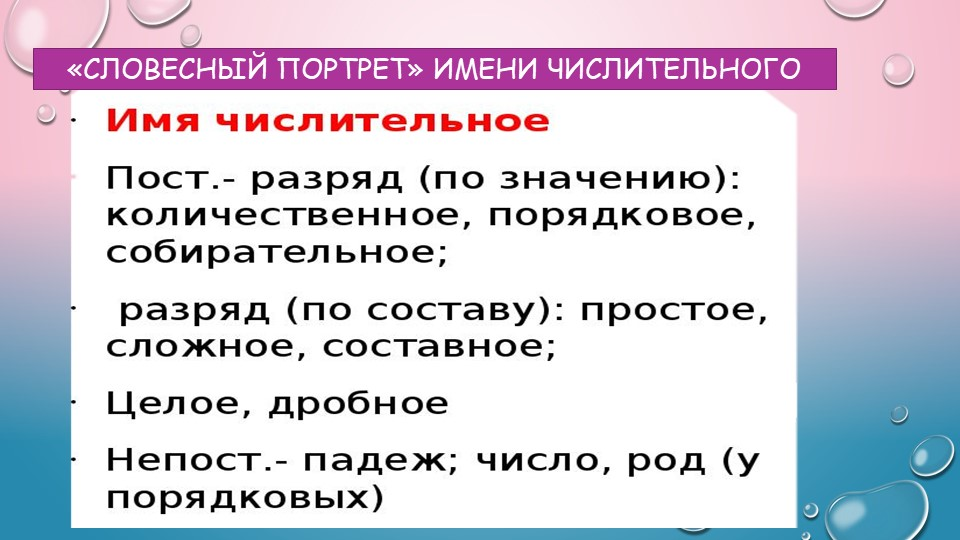 «СЛОВЕСНЫЙ ПОРТРЕТ» ИМЕНИ ЧИСЛИТЕЛЬНОГО
• Имя числительное
Пост.- разряд (по значению):
количественное, порядковое,
собирательное;
• разряд (по составу): простое,
сложное, составное;
• Целое, дробное
• Непост.- падеж; число, род (у
порядковых)